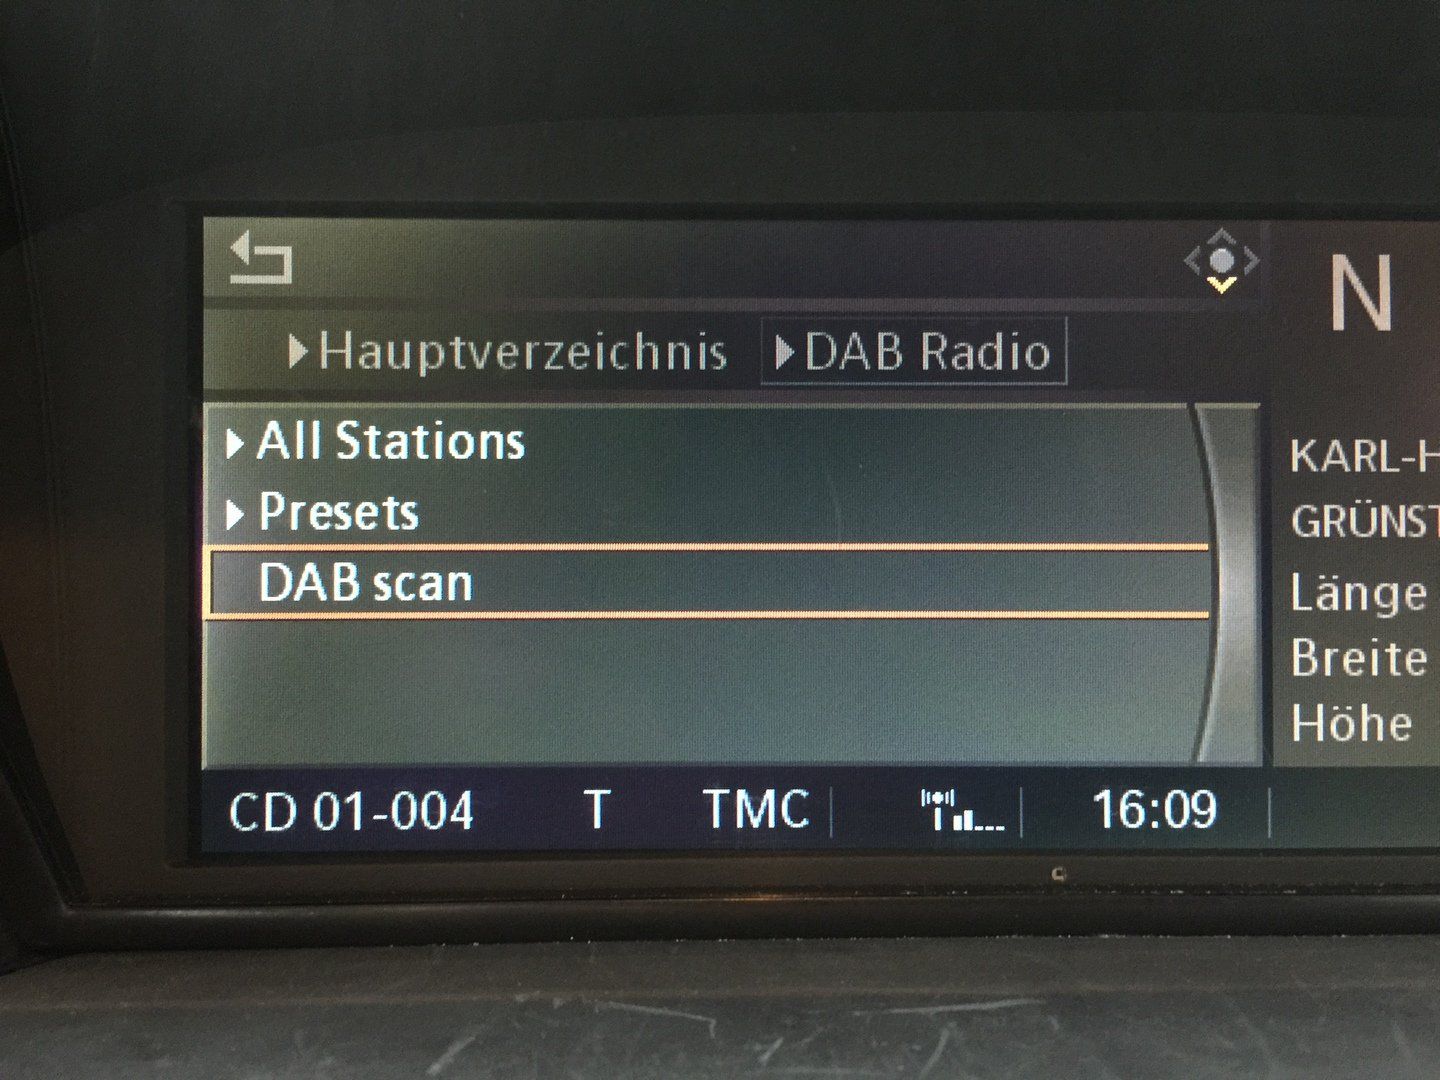 N
▶Hauptverzeichnis ▶DAB Radio
▶All Stations
▶Presets
DAB scan
KARL-H
GRÜNST
Länge
Breite
Höhe
CD 01-004 T TMC 16:09